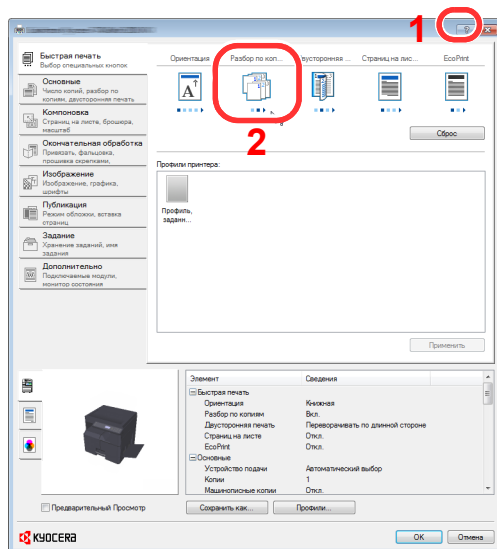 1
?
Быстрая печать
Выбор специальных кнопок
Основные
Число копий, разбор по
копиям, двусторонняя печать
Компоновка
Страниц на листе, брошюра,
масштаб
Окончательная обработка
Привязать, фальцовка,
прошивка скрепками,
Изображение
Изображение, графика,
шрифты
Публикация
Режим обложки, вставка
страниц
Задание
Хранение заданий, имя
задания
Дополнительно
Подключаемые модули,
монитор состояния
Ориентация Разбор по коп... Двусторонняя ... Страниц на лис... EcoPrint
A
2
Сброс
Профили принтера:
Профиль,
заданн...
Применить
Элемент Сведения
Быстрая печать
Ориентация Книжная
Разбор по копиям Вкл.
Двусторонняя печать Переворачивать по длинной стороне
Страниц на листе Откл.
EcoPrint Откл.
Основные
Устройство подачи Автоматический выбор
Копии 1
Машинописные копии Откл.
Предварительный Просмотр Сохранить как... Профили...
KYOCERA OK Отмена